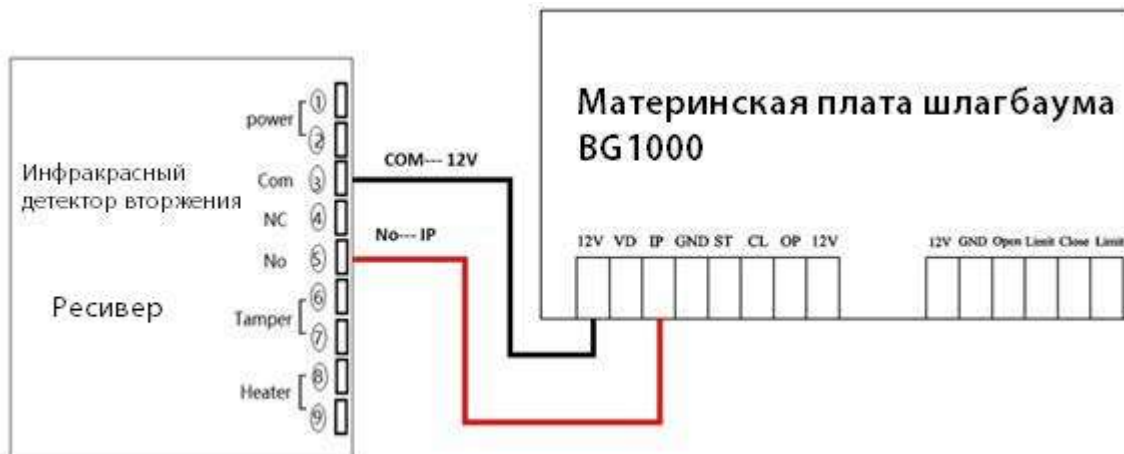 Инфракрасный
детектор вторжения
Ресивер
power
①
②
Com ③
NC ④
No ⑤
Tamper
⑥
⑦
Heater
⑧
⑨
COM--- 12V
No--- IP
Материнская плата шлагбаума
BG1000
12V VD IP GND ST CL OP 12V
12V GND Open Limit Close Limit